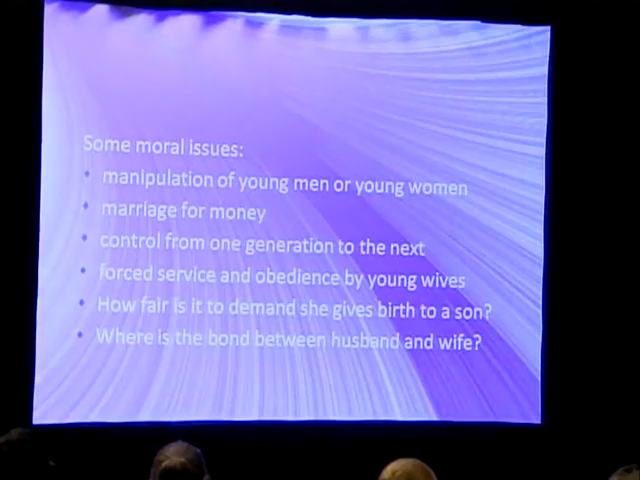 Some moral issues:
• manipulation of young men or young women
• marriage for money
• control from one generation to the next
• forced service and obedience by young wives
• How fair is it to demand she gives birth to a son?
• Where is the bond between husband and wife?